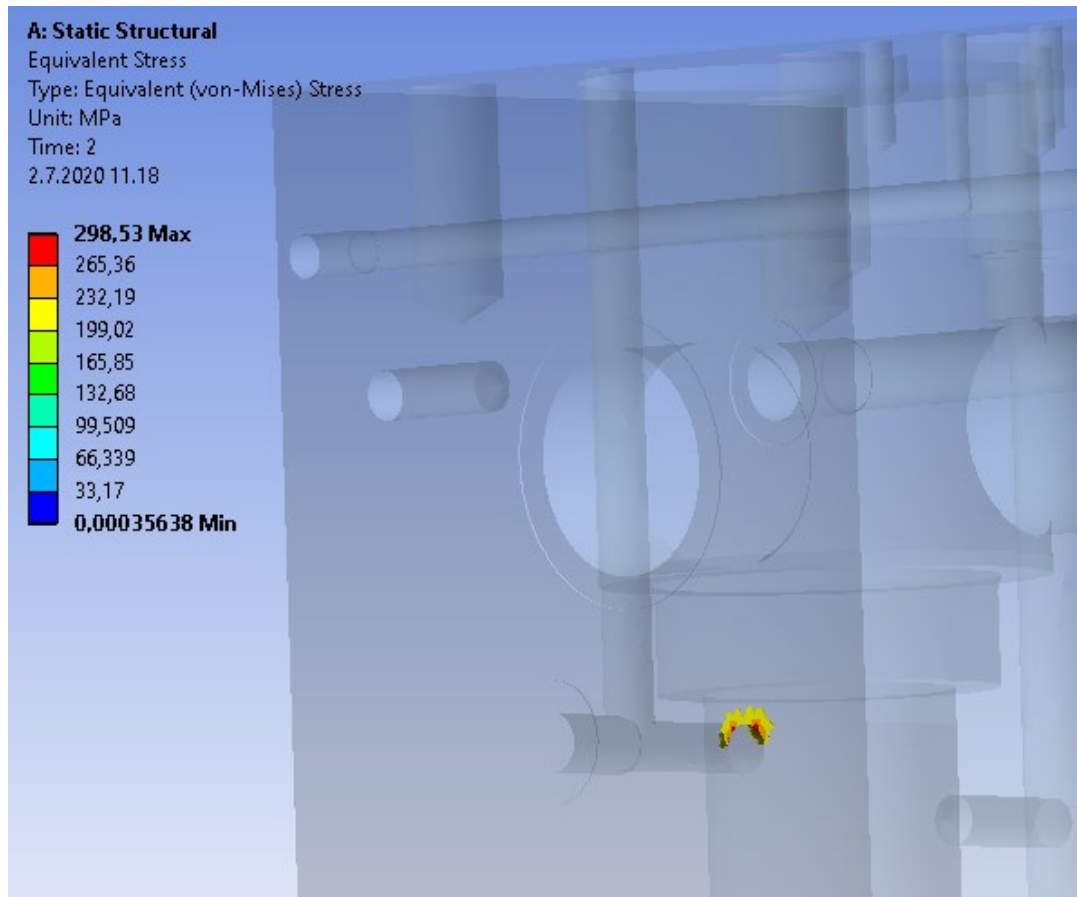 A: Static Structural
Equivalent Stress
Type: Equivalent (von-Mises) Stress
Unit: MPa
Time: 2
2.7.2020 11.18
298,53 Max
265,36
232,19
199,02
165,85
132,68
99,509
66,339
33,17
0,00035638 Min